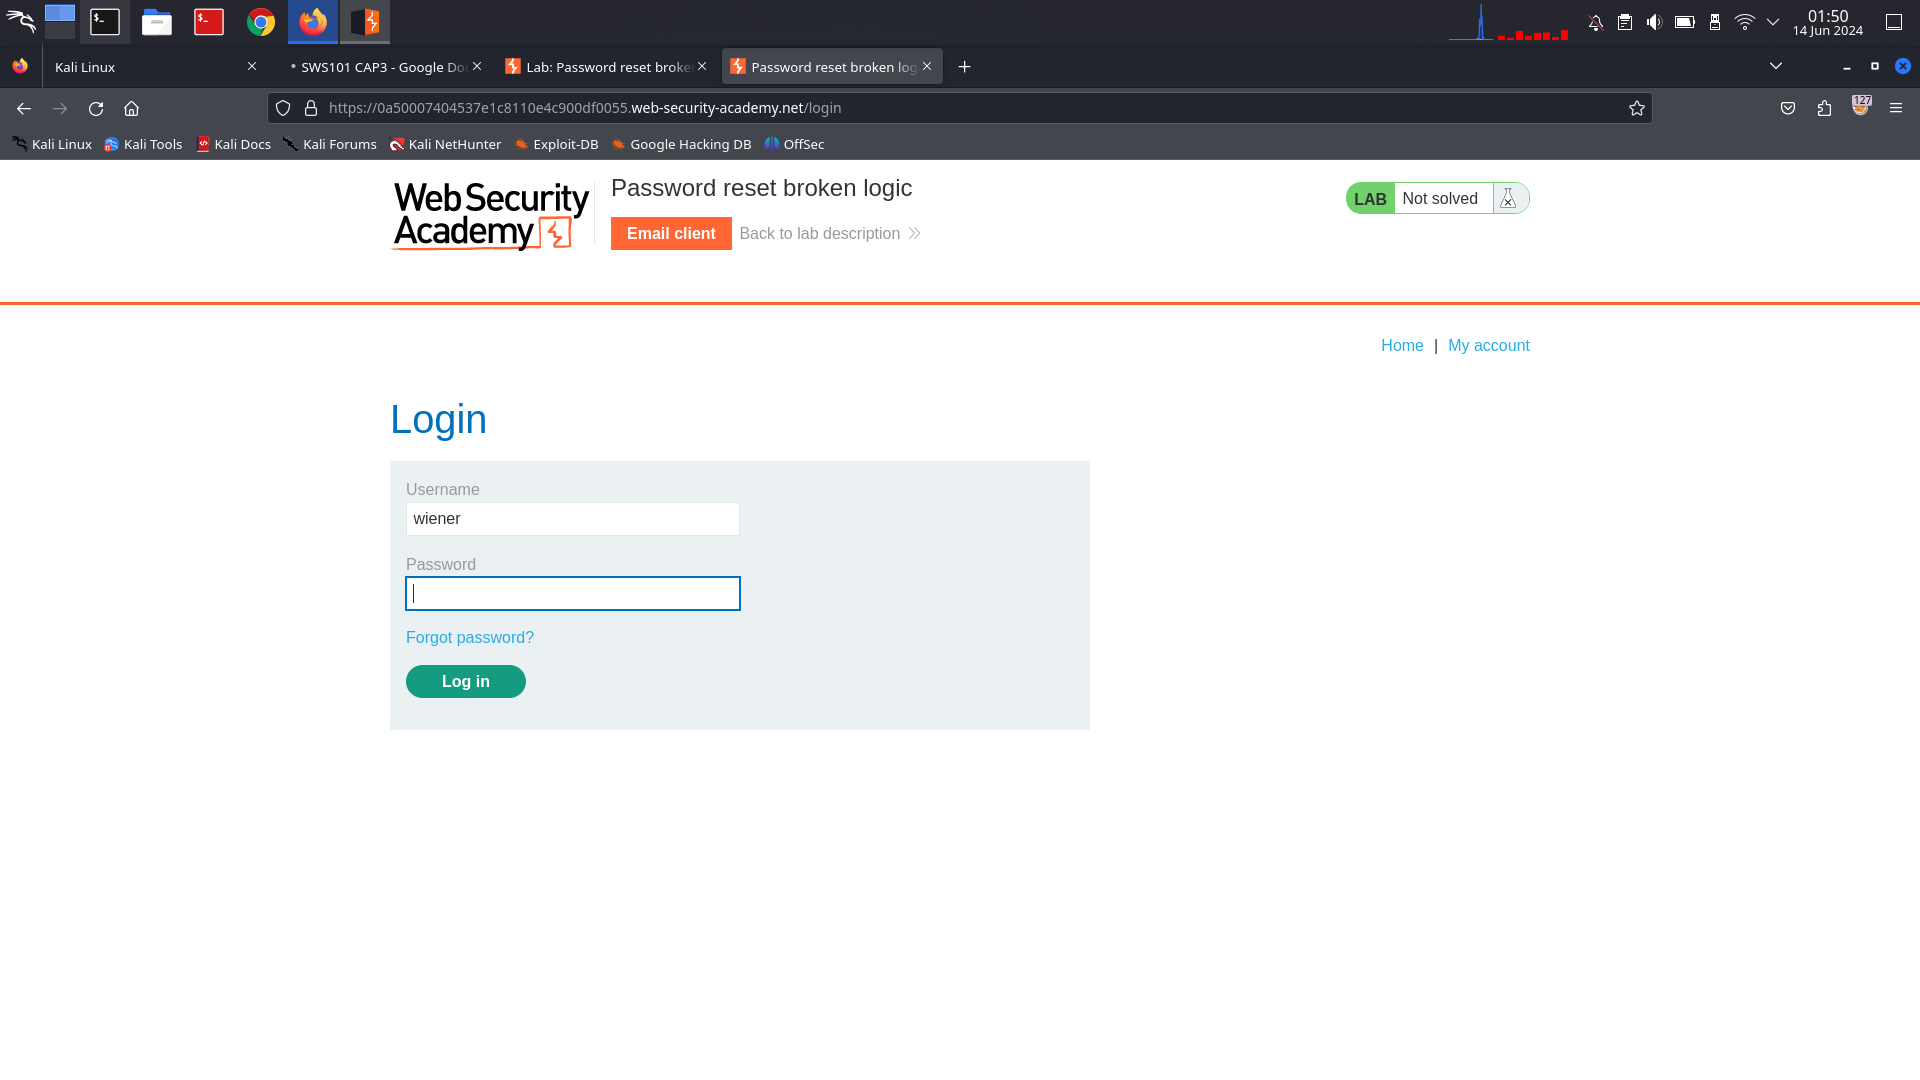 01:50
14 Jun 2024
Kali Linux
SWS101 CAP3 - Google Do
Lab: Password reset broke
Password reset broken log
https://0a50007404537e1c8110e4c900df0055.web-security-academy.net/login
127
Kali Linux
Kali Tools
Kali Docs
Kali Forums
Kali NetHunter
Exploit-DB
Google Hacking DB
OffSec
Web Security
Academy
Password reset broken logic
Email client
Back to lab description
LAB
Not solved
Home | My account
Login
Username
wiener
Password
Forgot password?
Log in